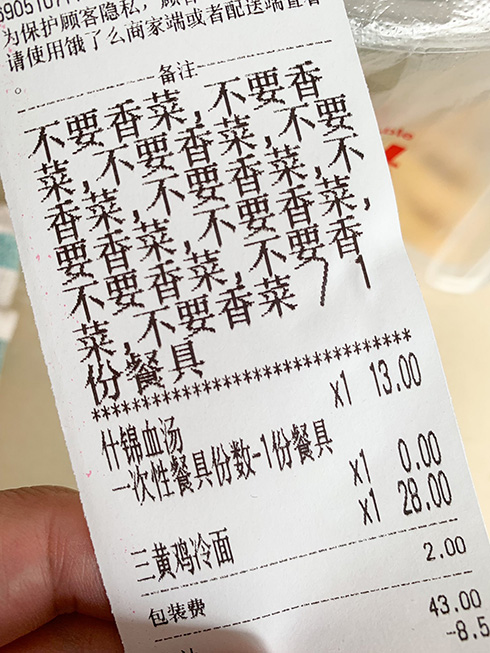 为保护顾客隐私，顾客
请使用饿了么商家端或者配送端查看
。
备注
不要香菜,不要香
菜,不要香菜,不要
香菜,不要香菜,不
要香菜,不要香菜,
不要香菜,不要香
菜,不要香菜 / 1
份餐具
********************************
什锦血汤 x1 13.00
一次性餐具份数-1份餐具
x1 0.00
三黄鸡冷面 x1 28.00
包装费 2.00
43.00
-8.5